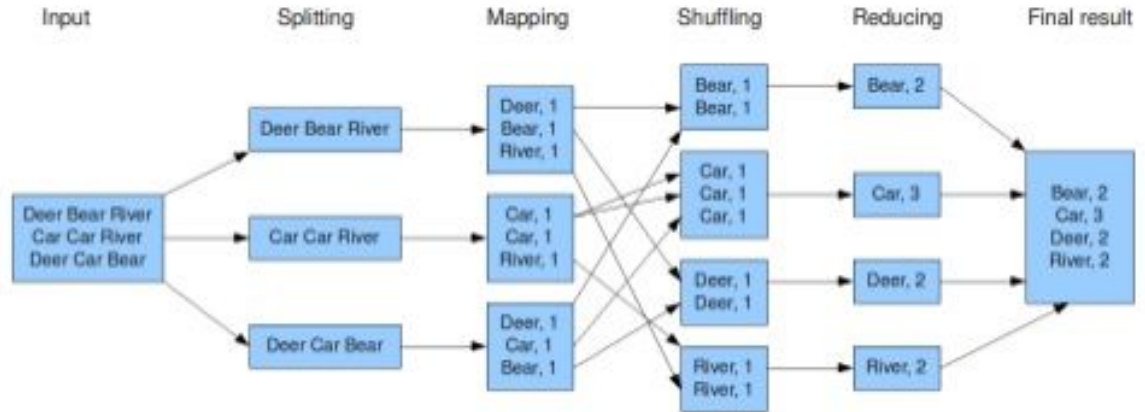 Input
Splitting
Mapping
Shuffling
Reducing
Final result
Deer Bear River
Car Car River
Deer Car Bear
Deer Bear River
Car Car River
Deer Car Bear
Deer, 1
Bear, 1
River, 1
Car, 1
Car, 1
River, 1
Deer, 1
Car, 1
Bear, 1
Bear, 1
Bear, 1
Car, 1
Car, 1
Car, 1
Deer, 1
Deer, 1
River, 1
River, 1
Bear, 2
Car, 3
Deer, 2
River, 2
Bear, 2
Car, 3
Deer, 2
River, 2